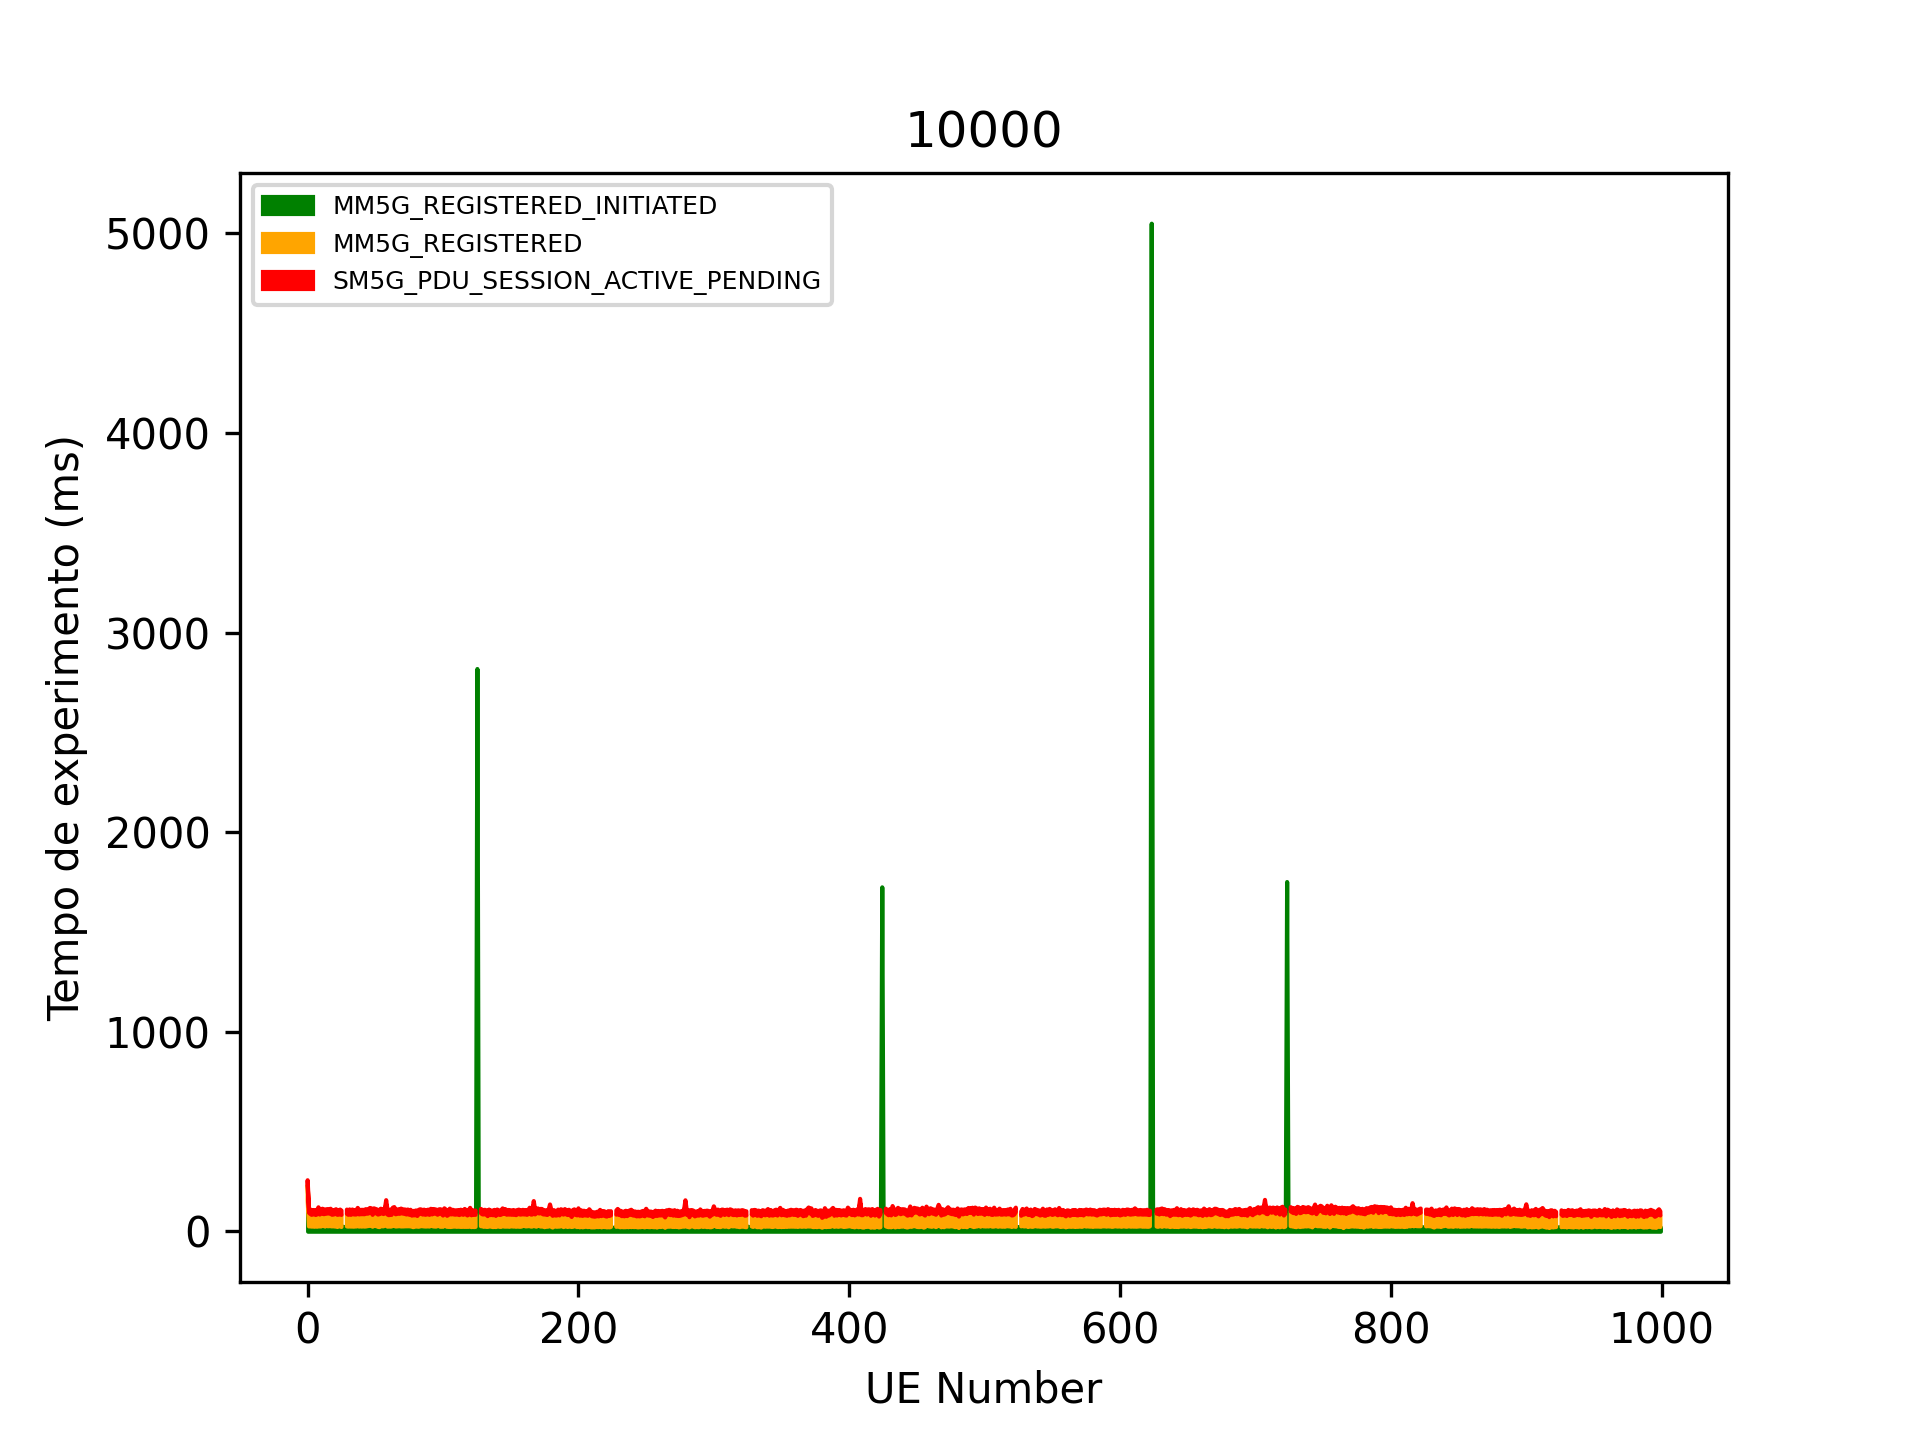 10000
MM5G_REGISTERED_INITIATED
MM5G_REGISTERED
SM5G_PDU_SESSION_ACTIVE_PENDING
Tempo de experimento (ms)
5000
4000
3000
2000
1000
0
0 200 400 600 800 1000
UE Number